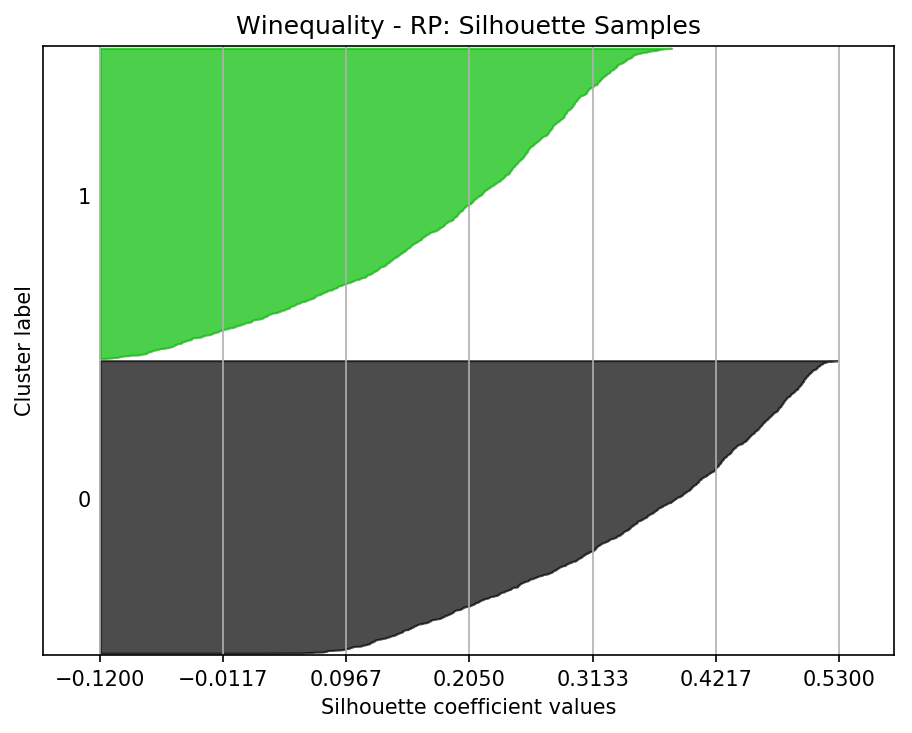 Winequality - RP: Silhouette Samples
1
0
Cluster label
−0.1200 −0.0117 0.0967 0.2050 0.3133 0.4217 0.5300
Silhouette coefficient values